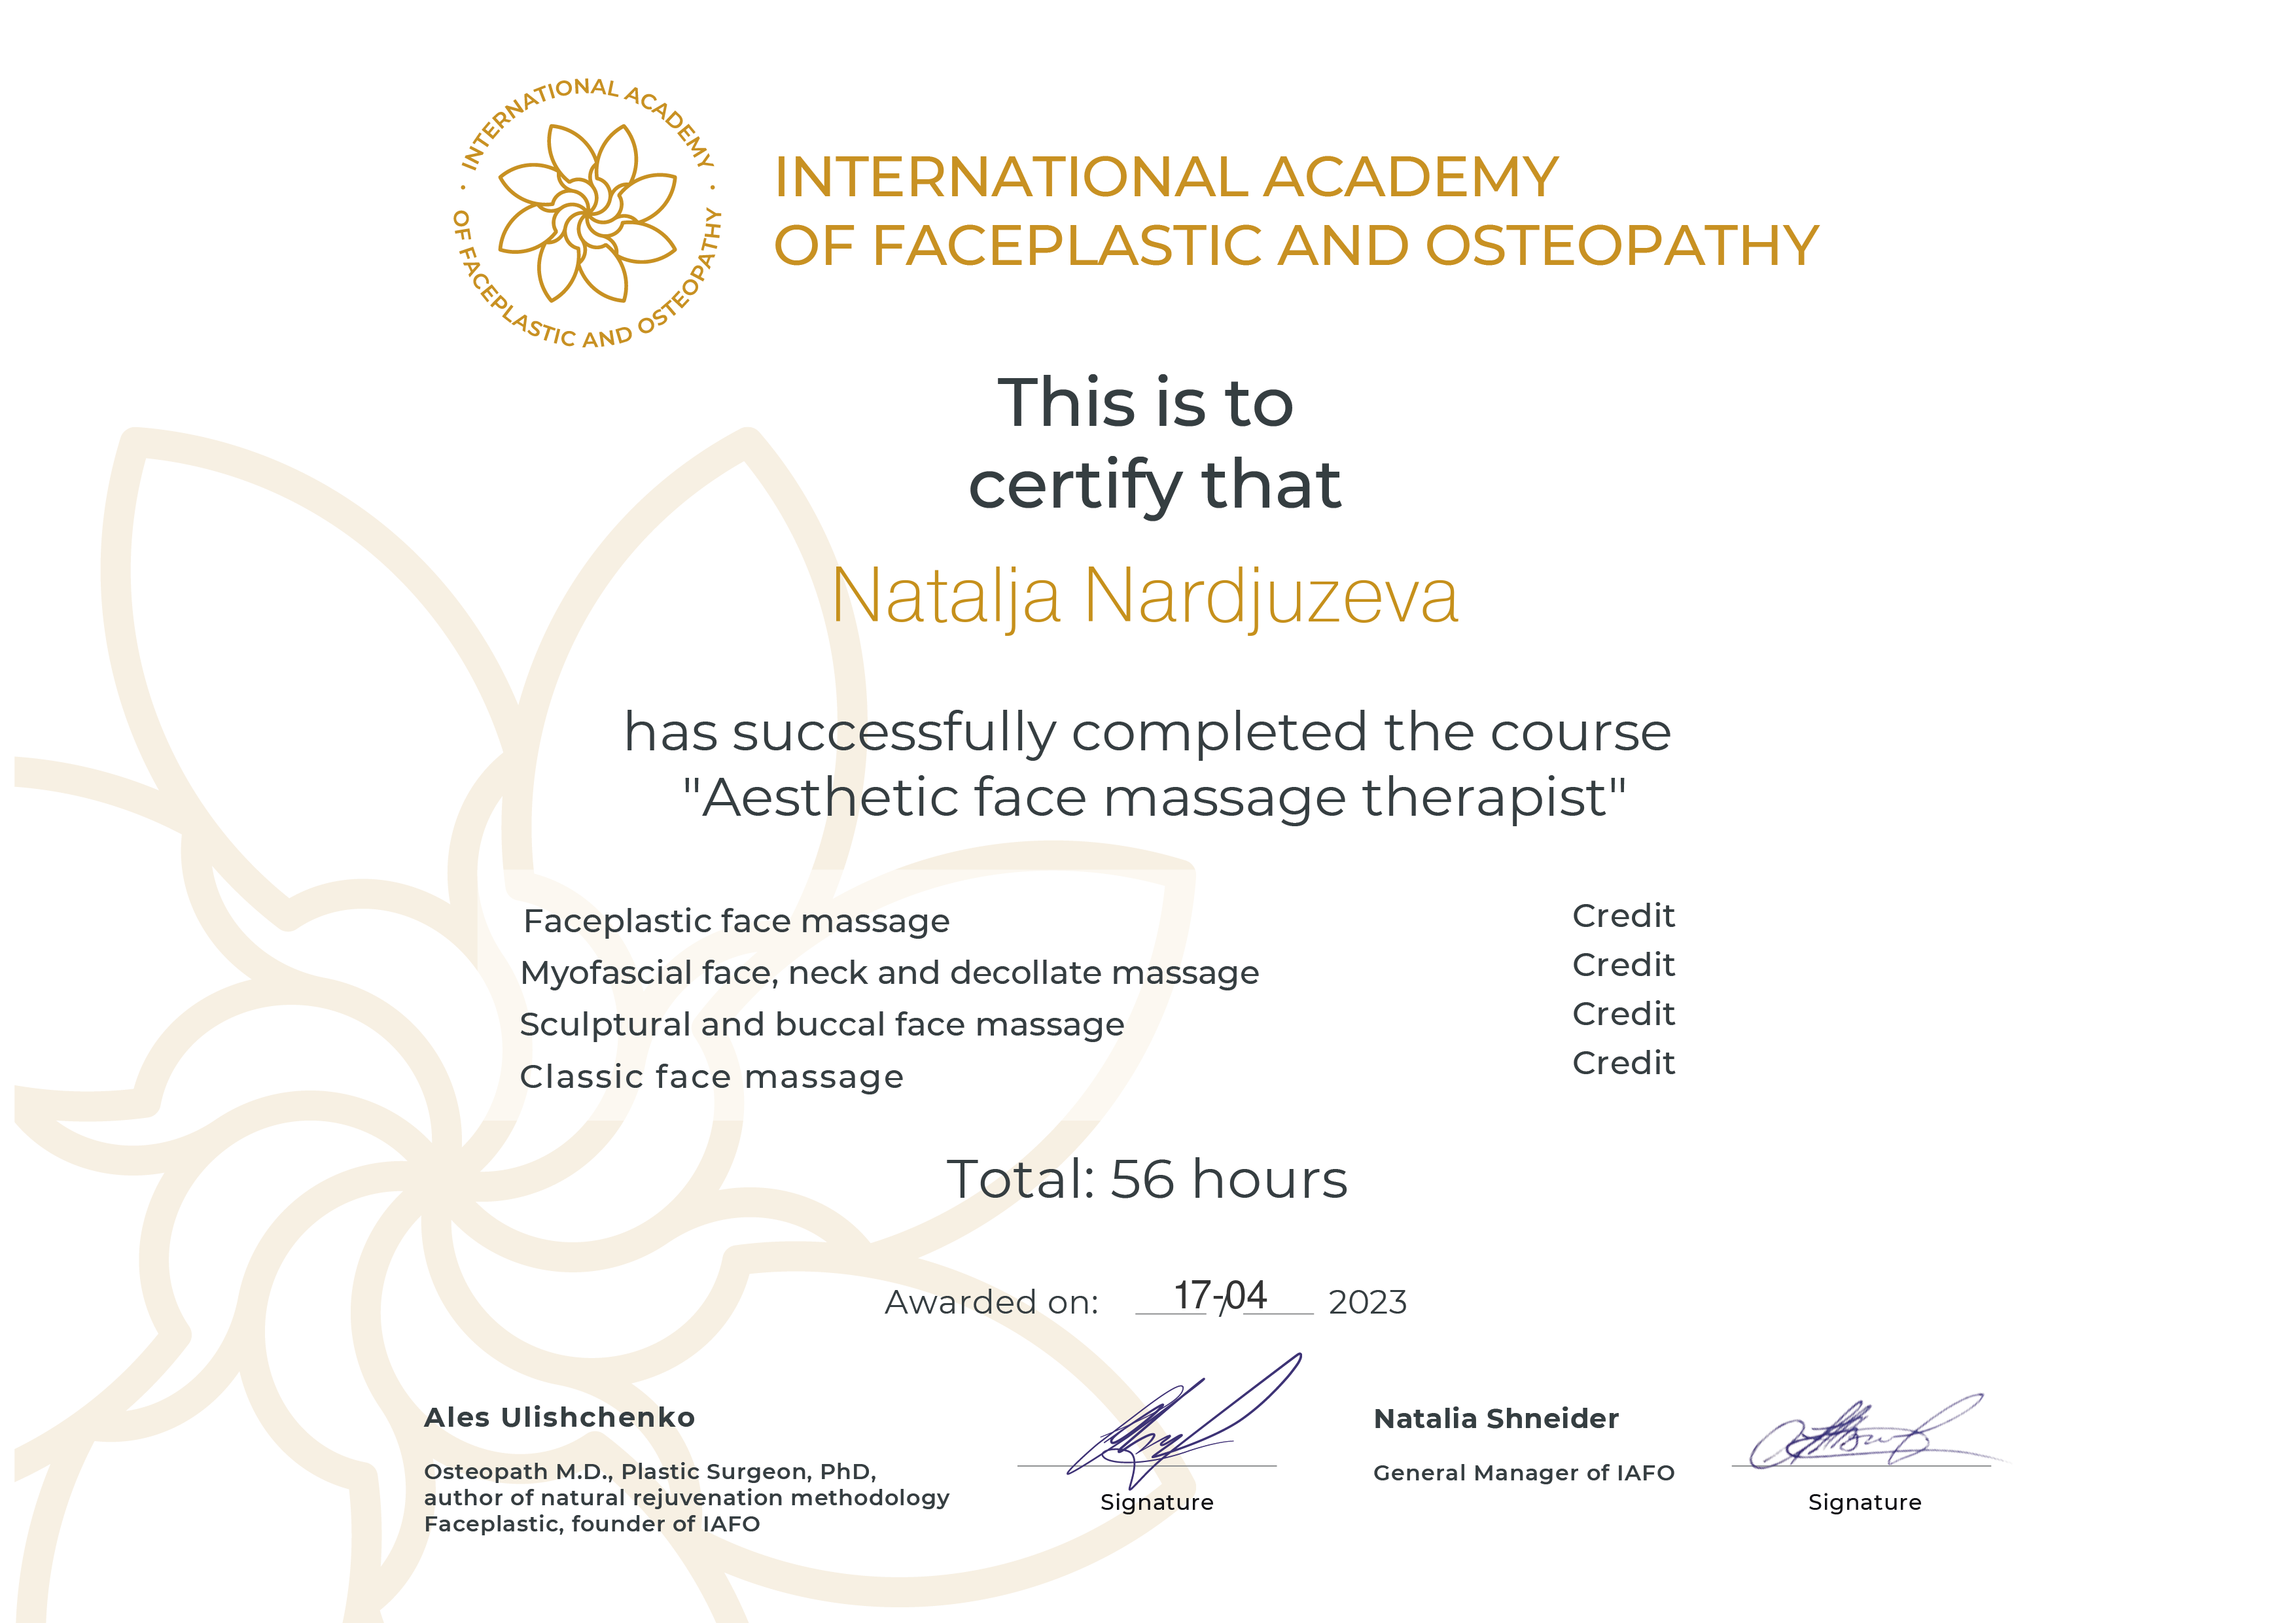 INTERNATIONAL ACADEMY
OF FACEPLASTIC AND OSTEOPATHY
INTERNATIONAL ACADEMY
OF FACEPLASTIC AND OSTEOPATHY
This is to
certify that
Natalja Nardjuzeva
has successfully completed the course
"Aesthetic face massage therapist"
Faceplastic face massage Credit
Myofascial face, neck and decollate massage Credit
Sculptural and buccal face massage Credit
Classic face massage Credit
Total: 56 hours
Awarded on: 17-/04 2023
Ales Ulishchenko
Osteopath M.D., Plastic Surgeon, PhD,
author of natural rejuvenation methodology
Faceplastic, founder of IAFO
Signature
Natalia Shneider
General Manager of IAFO
Signature